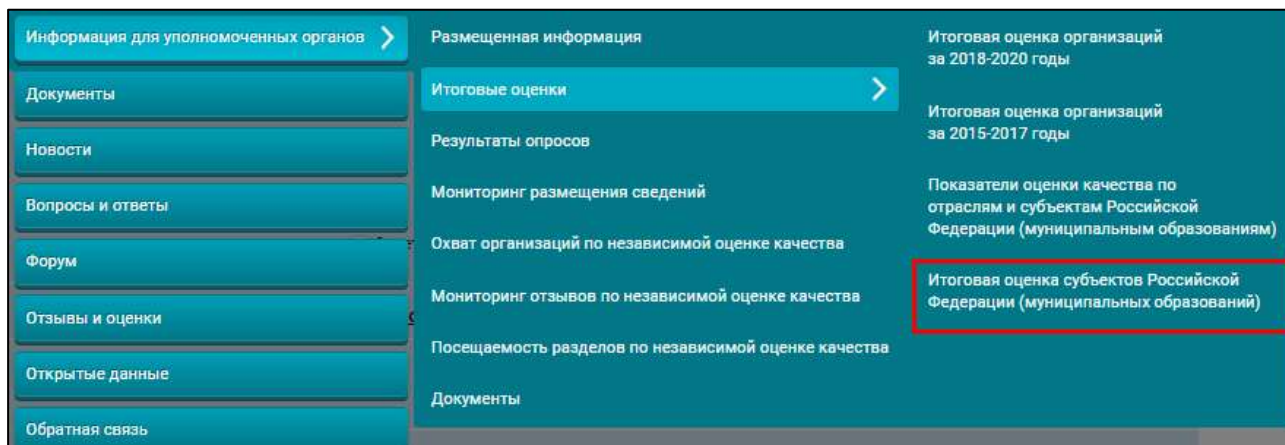 Информация для уполномоченных органов
Документы
Новости
Вопросы и ответы
Форум
Отзывы и оценки
Открытые данные
Обратная связь
Размещенная информация
Итоговые оценки
Результаты опросов
Мониторинг размещения сведений
Охват организаций по независимой оценке качества
Мониторинг отзывов по независимой оценке качества
Посещаемость разделов по независимой оценке качества
Документы
Итоговая оценка организаций
за 2018-2020 годы
Итоговая оценка организаций
за 2015-2017 годы
Показатели оценки качества по
отраслям и субъектам Российской
Федерации (муниципальным образованиям)
Итоговая оценка субъектов Российской
Федерации (муниципальных образований)